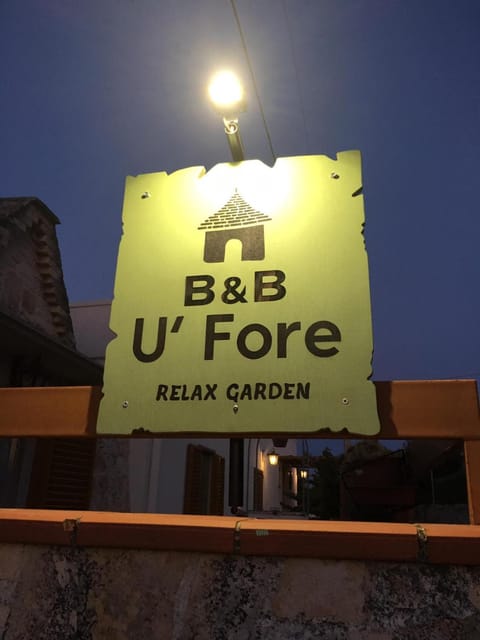 B&B
U' Fore
RELAX GARDEN